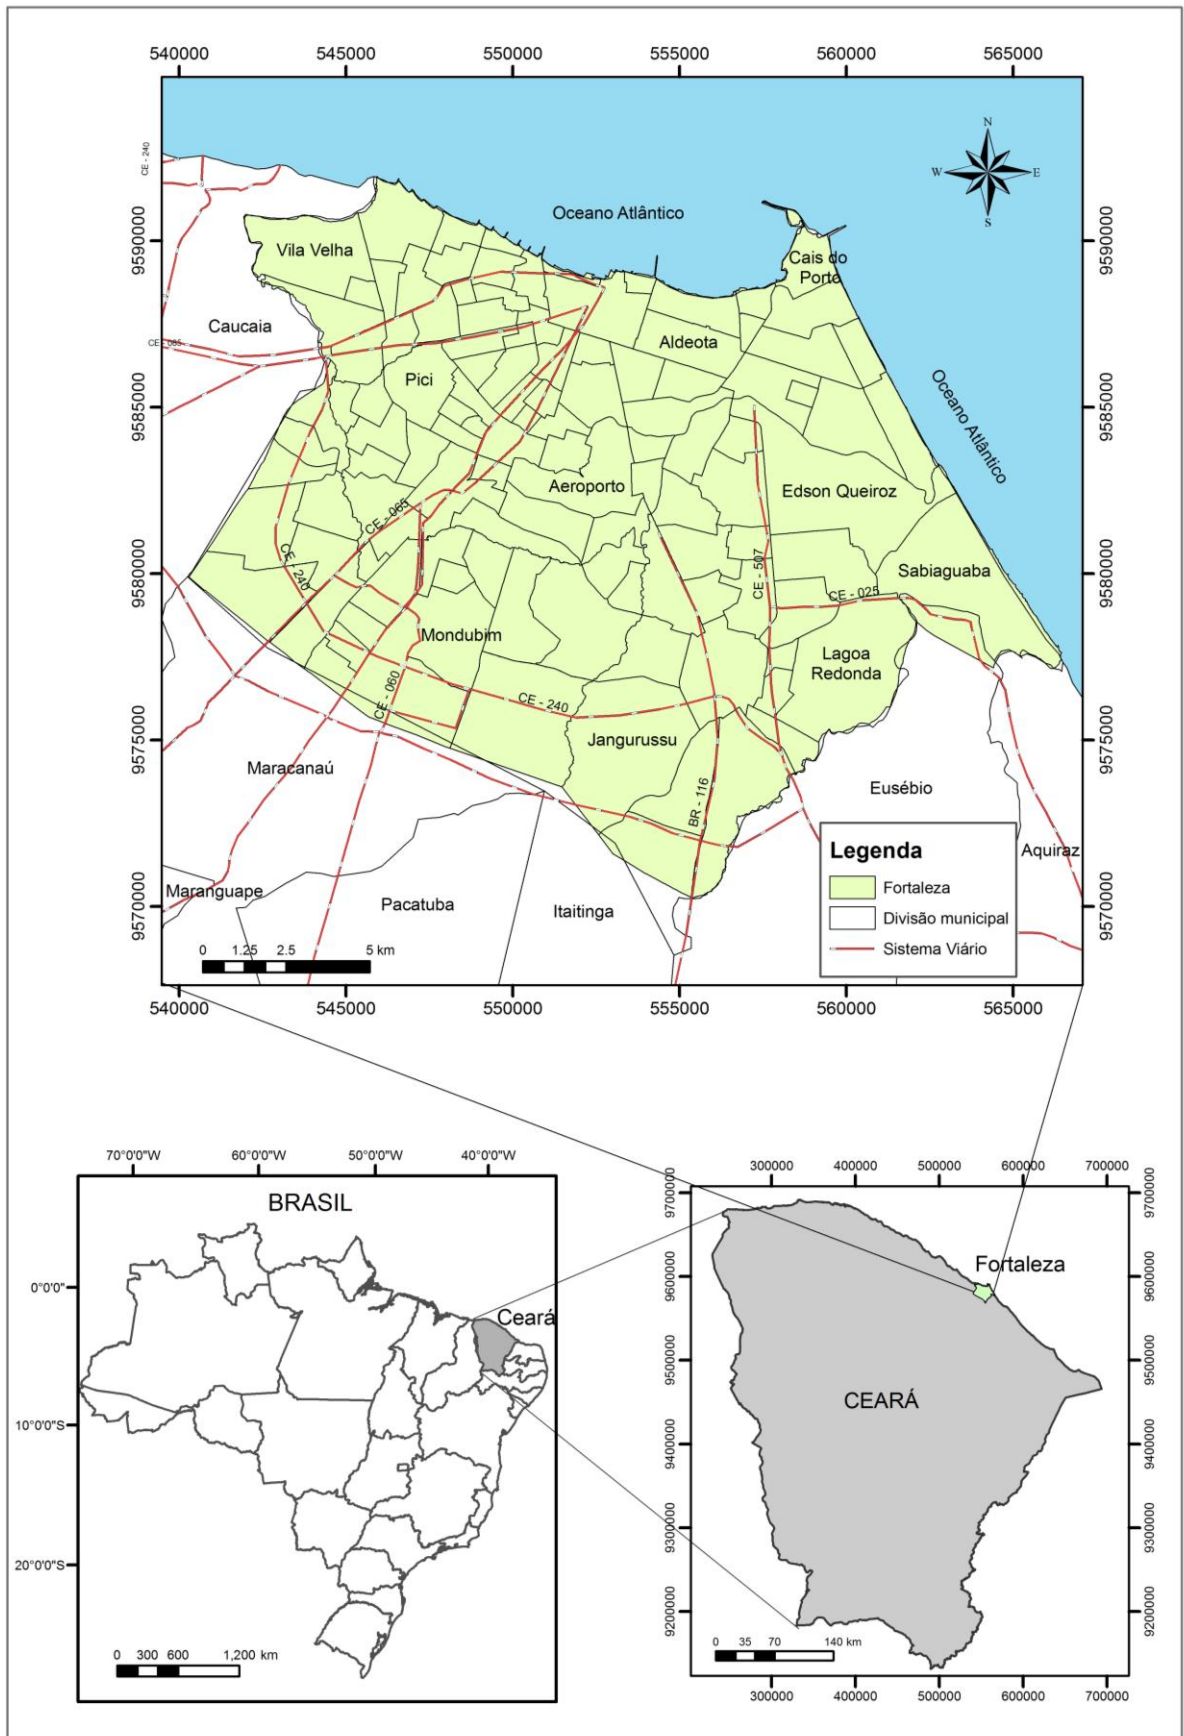 540000 545000 550000 555000 560000 565000
CE - 240
N
W E
S
Oceano Atlântico
9590000 9590000
Vila Velha
Cais do
Porto
Caucaia
CE - 085
Aldeota
Pici
Oceano Atlântico
9585000 9585000
Aeroporto
Edson Queiroz
CE - 065
CE - 507
CE - 240
9580000 9580000
Sabiaguaba
CE - 025
Mondubim
Lagoa
Redonda
CE - 060
CE - 240
9575000 9575000
Jangurussu
Maracanaú
BR - 116
Eusébio
Legenda
Fortaleza
Divisão municipal
Sistema Viário
Aquiraz
Maranguape
Pacatuba
Itaitinga
9570000 9570000
0 1.25 2.5 5 km
540000 545000 550000 555000 560000 565000
70°0'0"W 60°0'0"W 50°0'0"W 40°0'0"W
BRASIL
0°0'0"
Ceará
10°0'0"S
20°0'0"S
0 300 600 1,200 km
300000 400000 500000 600000 700000
9700000 9700000
Fortaleza
9600000 9600000
9500000 9500000
CEARÁ
9400000 9400000
9300000 9300000
9200000 9200000
0 35 70 140 km
300000 400000 500000 600000 700000